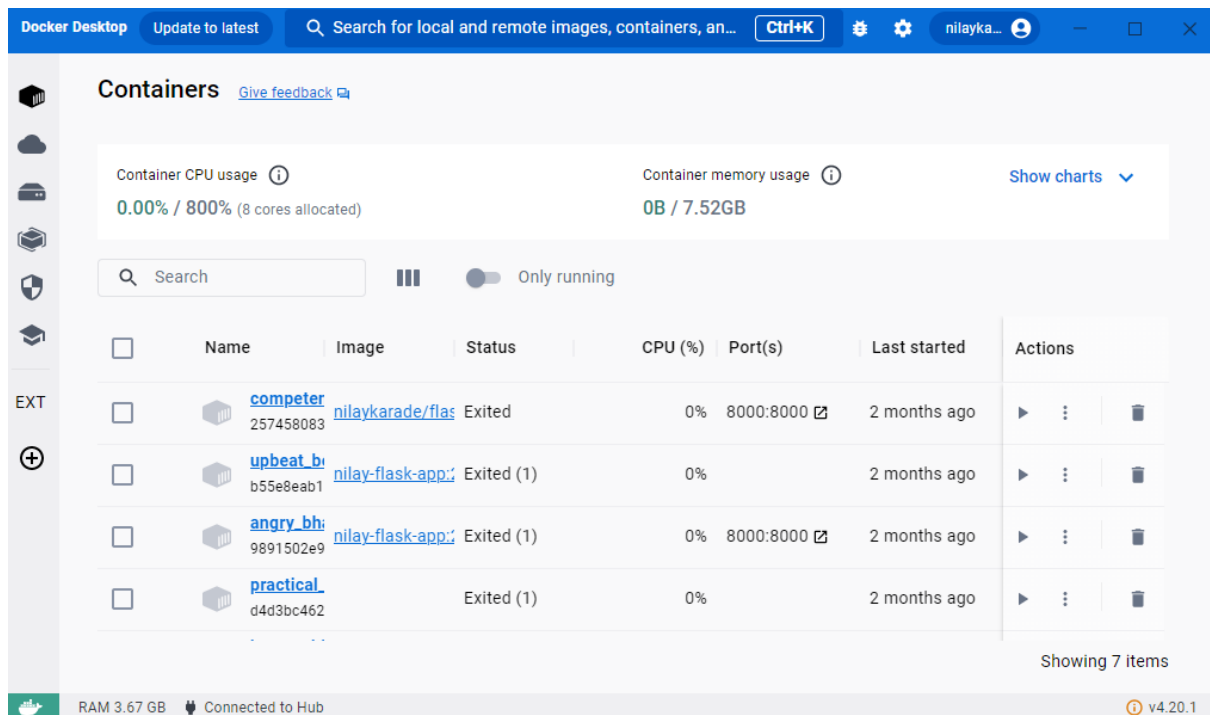 Docker Desktop Update to latest Search for local and remote images, containers, an... Ctrl+K nilayka...
Containers Give feedback
Container CPU usage Container memory usage Show charts
0.00% / 800% (8 cores allocated) 0B / 7.52GB
Search Only running
Name Image Status CPU (%) Port(s) Last started Actions
EXT
competer nilaykarade/flas Exited 0% 8000:8000 2 months ago
257458083
upbeat_b nilay-flask-app: Exited (1) 0% 2 months ago
b55e8eab1
angry_bha nilay-flask-app: Exited (1) 0% 8000:8000 2 months ago
9891502e9
practical_ Exited (1) 0% 2 months ago
d4d3bc462
Showing 7 items
RAM 3.67 GB Connected to Hub v4.20.1